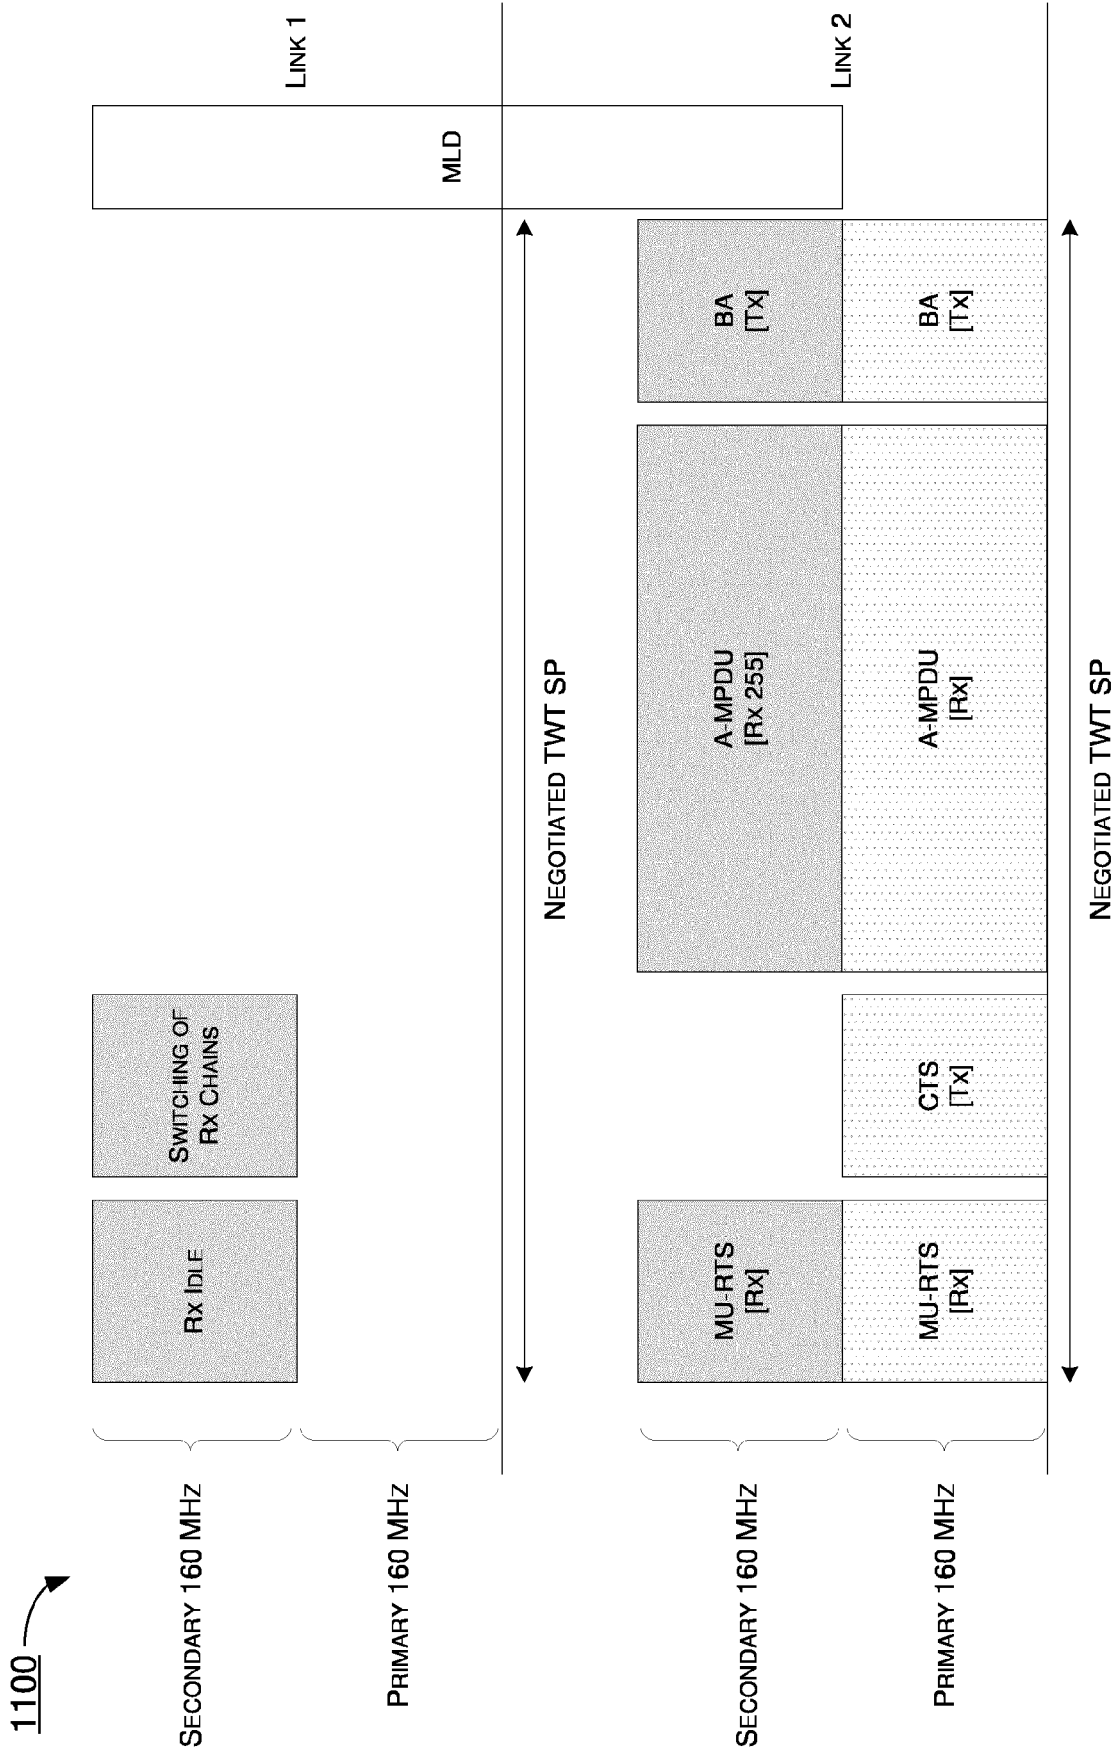 1100
SECONDARY 160 MHZ
RX IDLE
SWITCHING OF
RX CHAINS
LINK 1
PRIMARY 160 MHZ
MLD
NEGOTIATED TWT SP
SECONDARY 160 MHZ
MU-RTS
[RX]
A-MPDU
[RX 255]
BA
[TX]
LINK 2
PRIMARY 160 MHZ
MU-RTS
[RX]
CTS
[TX]
A-MPDU
[RX]
BA
[TX]
NEGOTIATED TWT SP